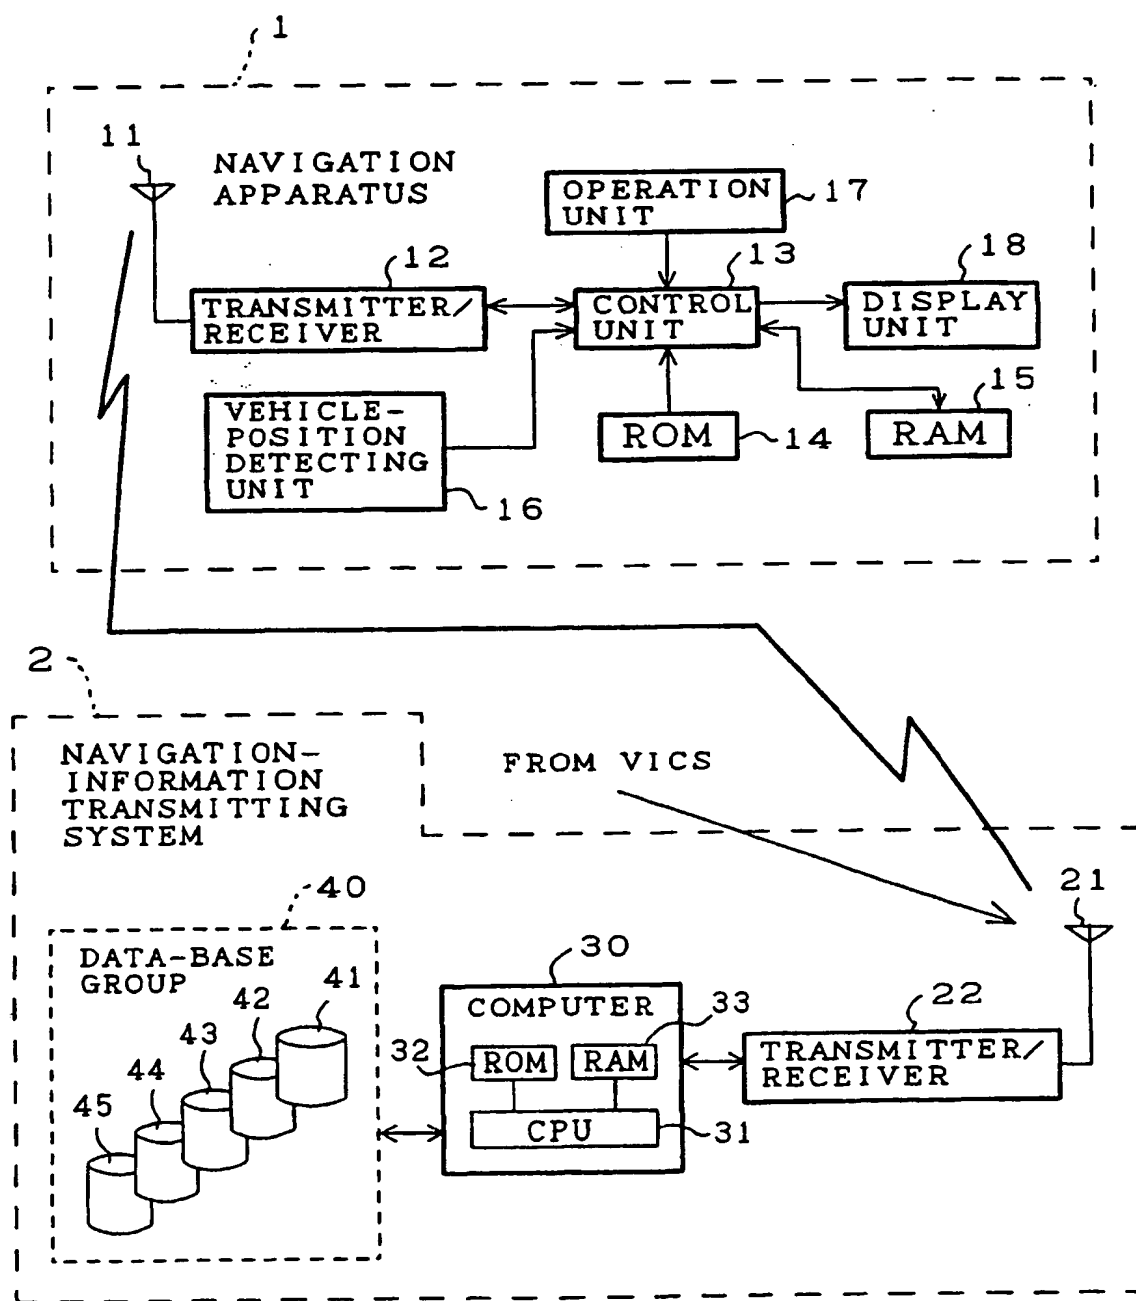 1
11
NAVIGATION
APPARATUS
OPERATION
UNIT
17
12
13
18
TRANSMITTER/
RECEIVER
CONTROL
UNIT
DISPLAY
UNIT
VEHICLE-
POSITION
DETECTING
UNIT
16
ROM
14
15
RAM
2
NAVIGATION-
INFORMATION
TRANSMITTING
SYSTEM
FROM VICS
21
40
DATA-BASE
GROUP
41
42
43
44
45
30
COMPUTER
33
32
ROM
RAM
CPU
31
22
TRANSMITTER/
RECEIVER